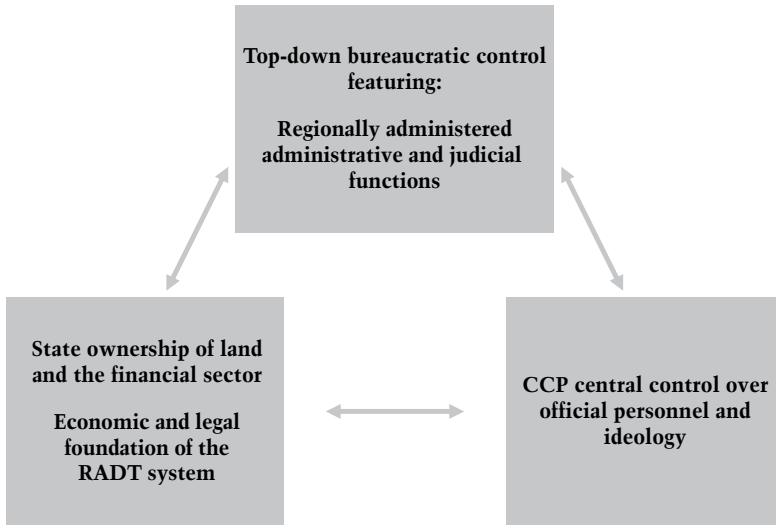 Top-down bureaucratic control
featuring:
Regionally administered
administrative and judicial
functions
State ownership of land
and the financial sector
Economic and legal
foundation of the
RADT system
CCP central control over
official personnel and
ideology